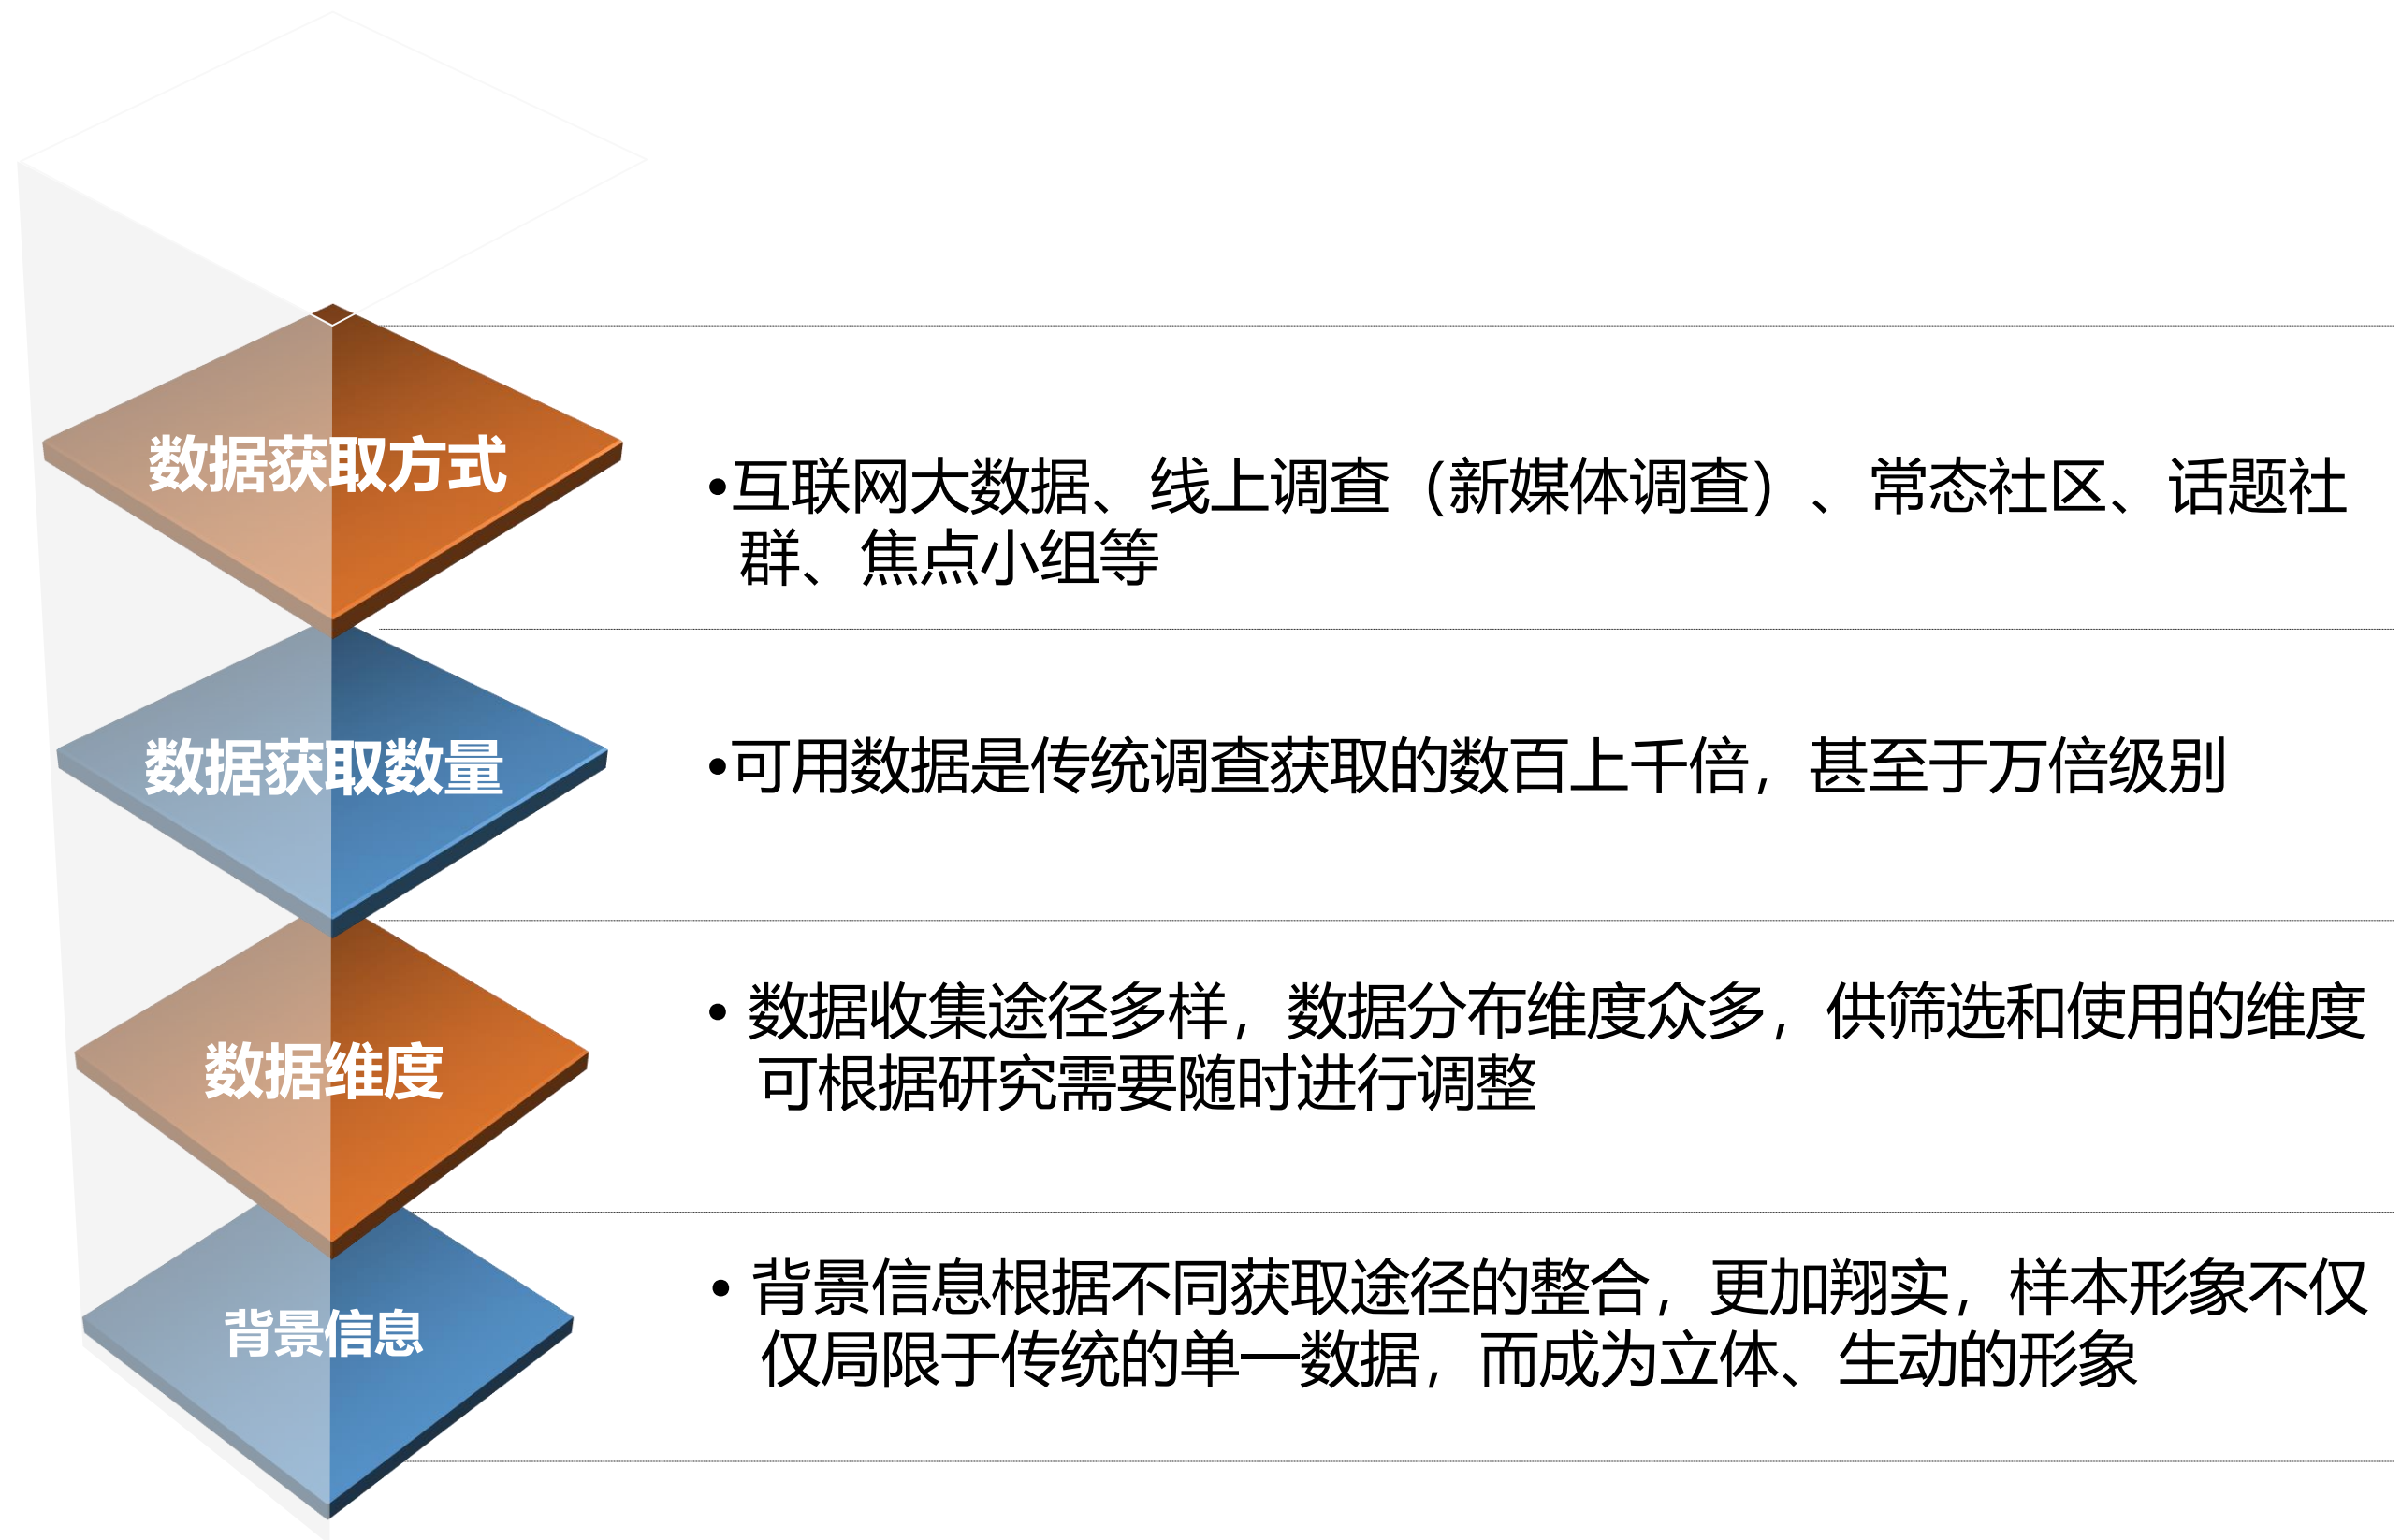 数据获取方式
•互联网大数据、线上调查（新媒体调查）、常态社区、话题社
群、焦点小组等
数据获取数量
•可用数据是传统调查获取的数百上千倍，甚至于万倍级别
数据维度
• 数据收集途径多样，数据分布维度众多，供筛选和使用的维度
可根据研究需要随时进行调整
背景信息
• 背景信息根据不同获取途径的整合，更加翔实，样本形象不仅
仅局限于传统的单一数据，而成为立体、生动的形象